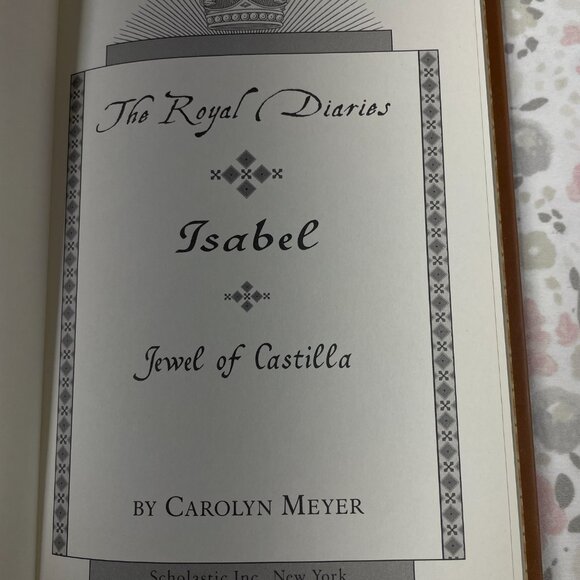 The Royal Diaries
Isabel
Jewel of Castilla
BY CAROLYN MEYER
Scholastic Inc. New York